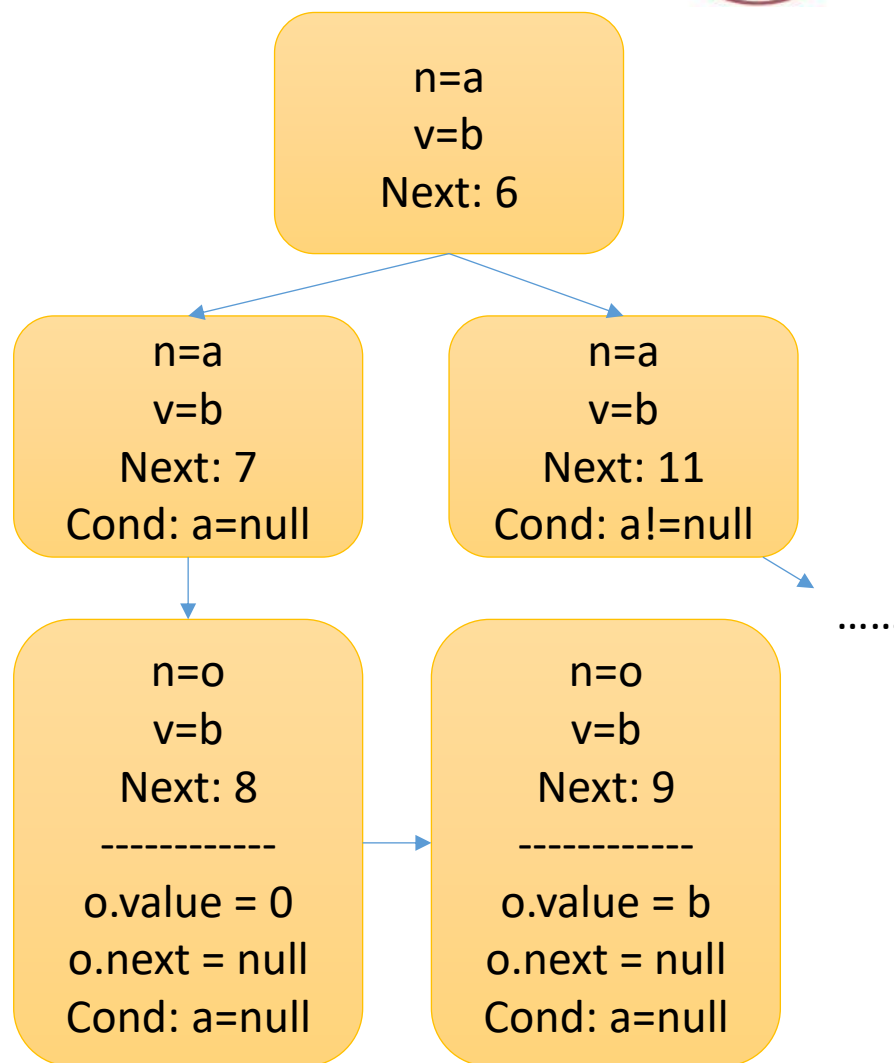 n=a
v=b
Next: 6
n=a
v=b
Next: 7
Cond: a=null
n=a
v=b
Next: 11
Cond: a!=null
......
n=o
v=b
Next: 8
------------
o.value = 0
o.next = null
Cond: a=null
n=o
v=b
Next: 9
------------
o.value = b
o.next = null
Cond: a=null